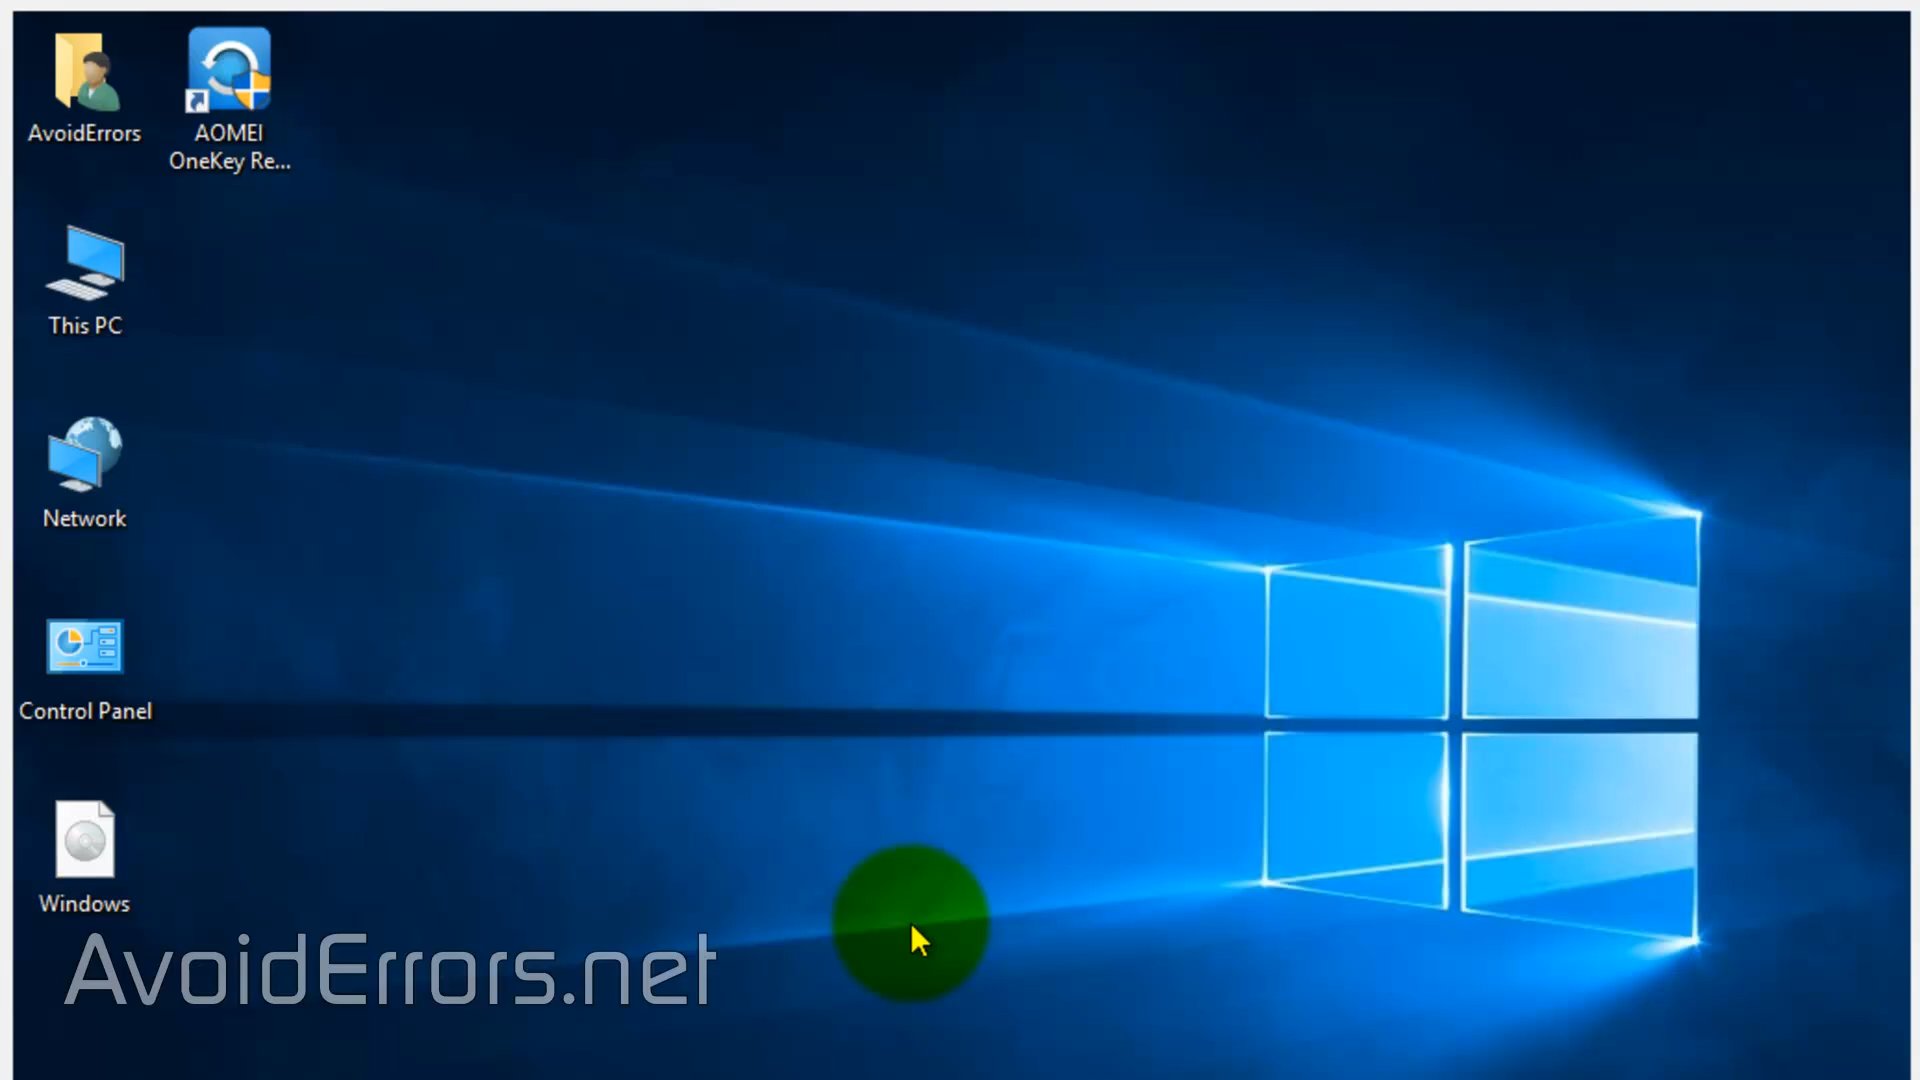 AvoidErrors
AOMEI
OneKey Re...
This PC
Network
Control Panel
Windows
AvoidErrors.net